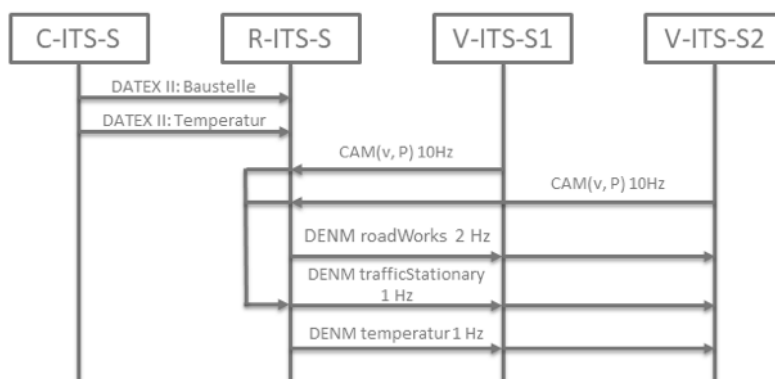 C-ITS-S
R-ITS-S
V-ITS-S1
V-ITS-S2
DATEX II: Baustelle
DATEX II: Temperatur
CAM(v, P) 10Hz
CAM(v, P) 10Hz
DENM roadWorks 2 Hz
DENM trafficStationary
1 Hz
DENM temperatur 1 Hz